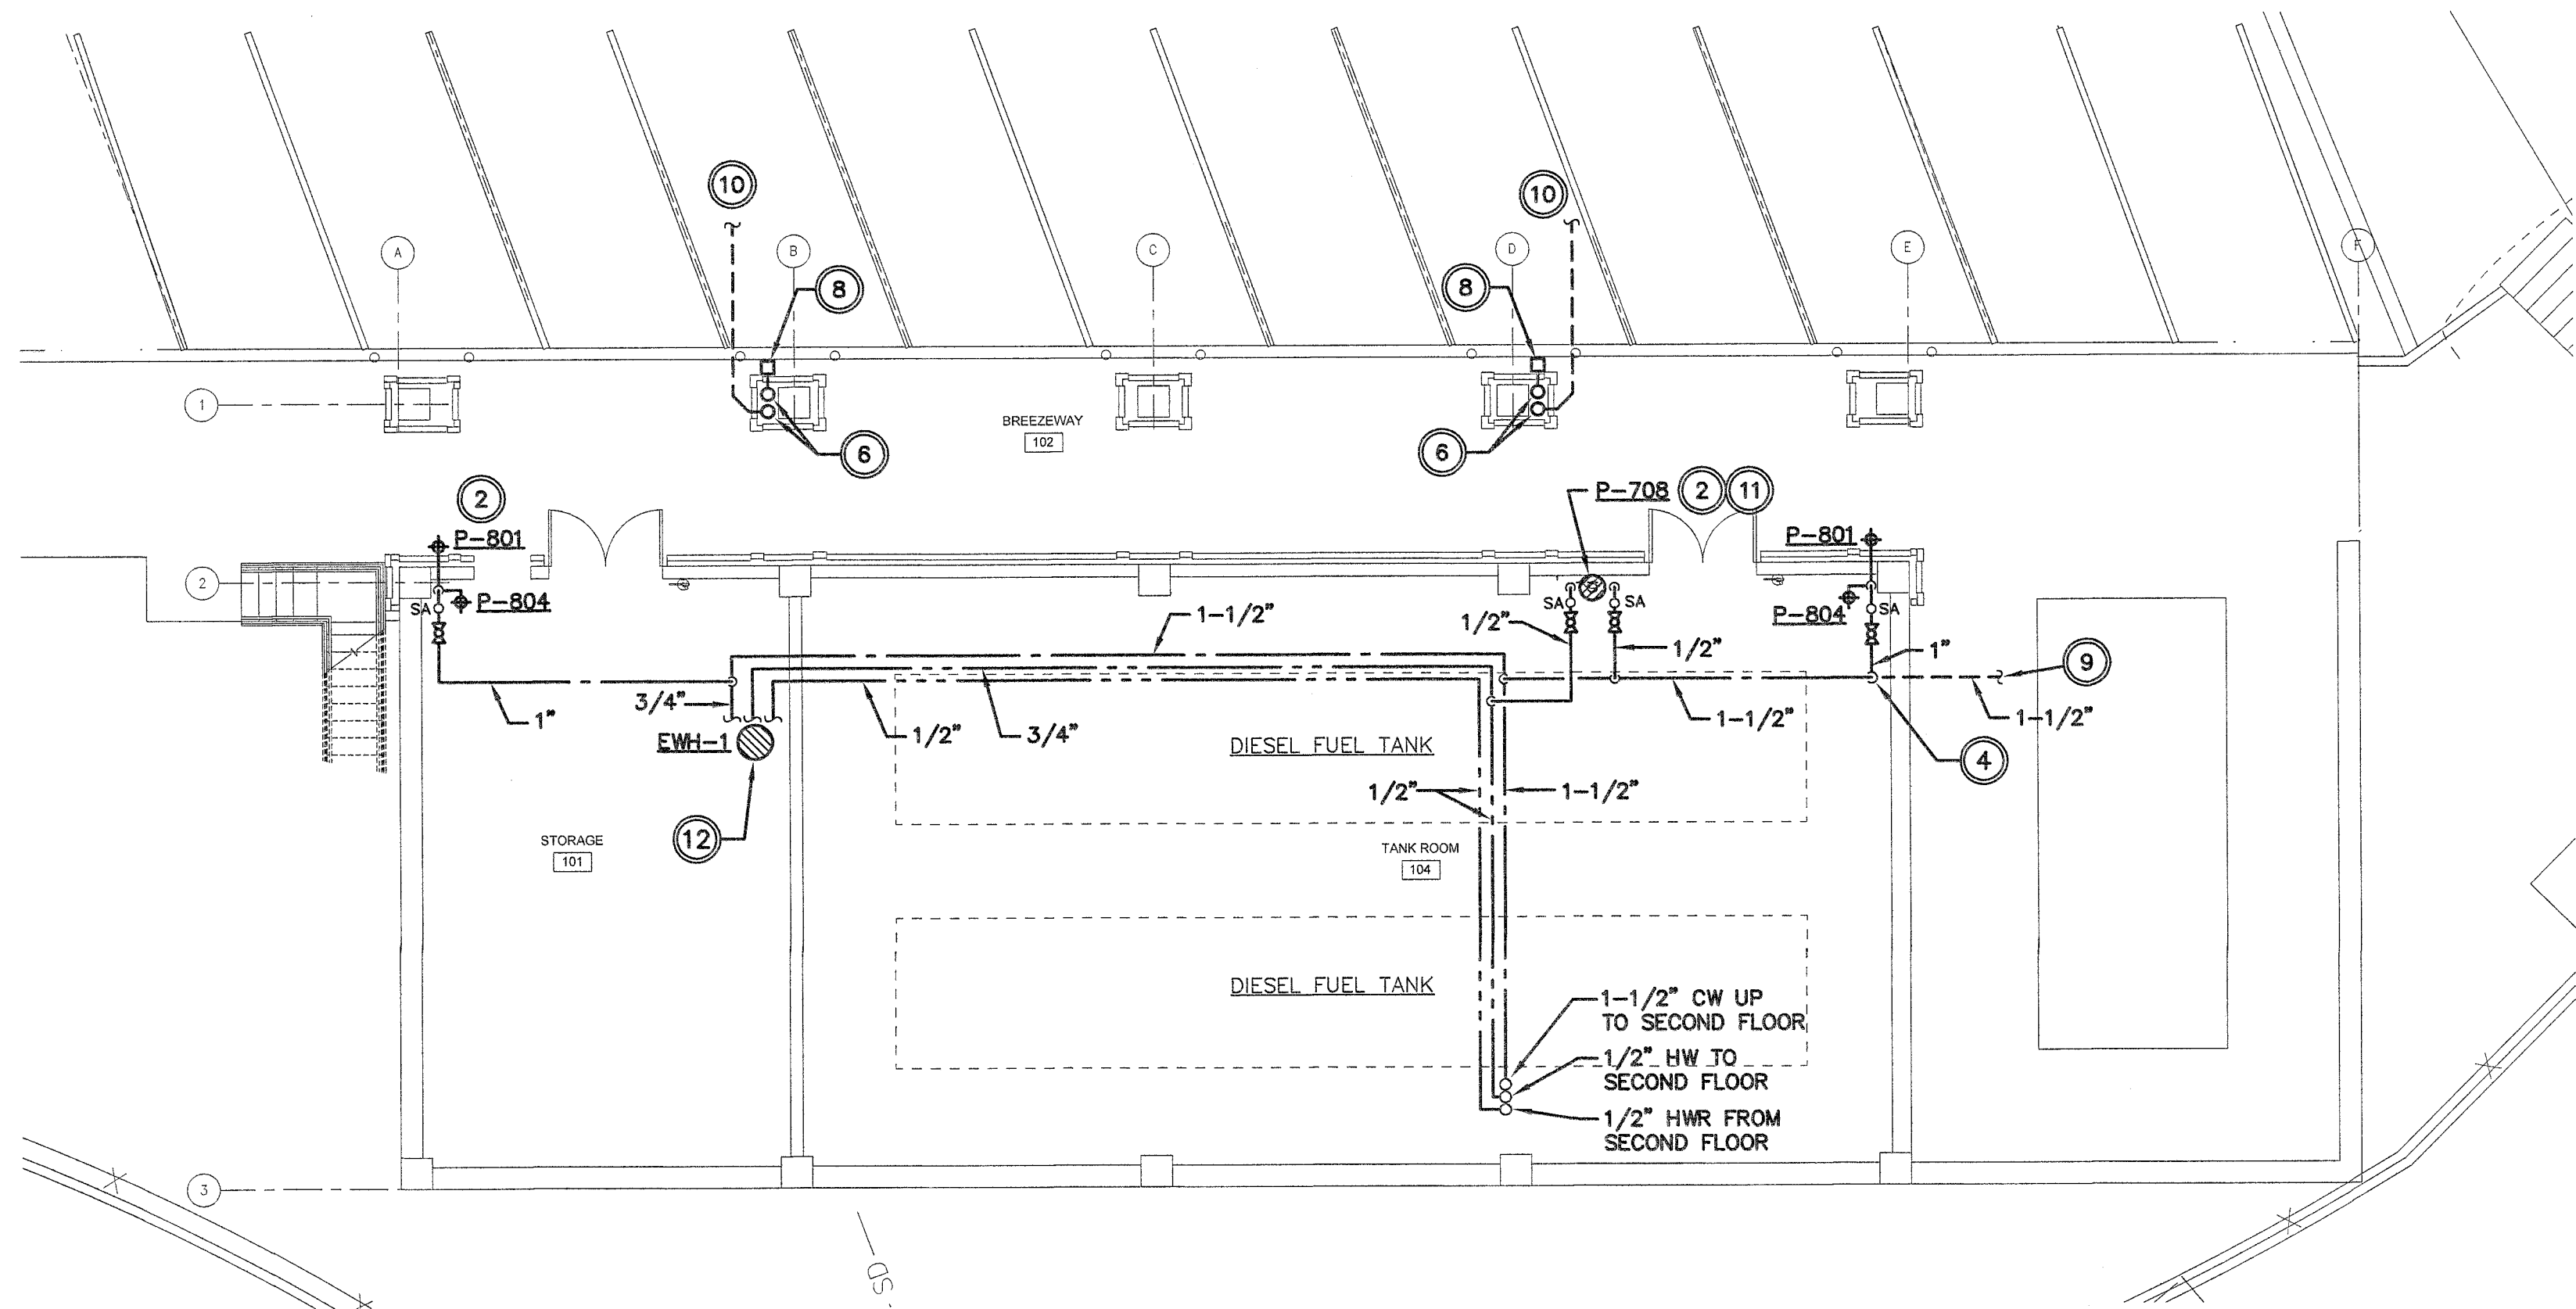 10
10
A
B
C
D
E
F
8
8
1
BREEZEWAY
102
6
6
2
P-801
P-708
2
11
P-801
2
P-804
SA
SA
SA
P-804
SA
1-1/2"
1/2"
1/2"
1"
9
3/4"
1"
1/2"
3/4"
1-1/2"
1-1/2"
EWH-1
DIESEL FUEL TANK
4
1/2"
1-1/2"
12
STORAGE
101
TANK ROOM
104
DIESEL FUEL TANK
1-1/2" CW UP
TO SECOND FLOOR
1/2" HW TO
SECOND FLOOR
1/2" HWR FROM
SECOND FLOOR
3
SD